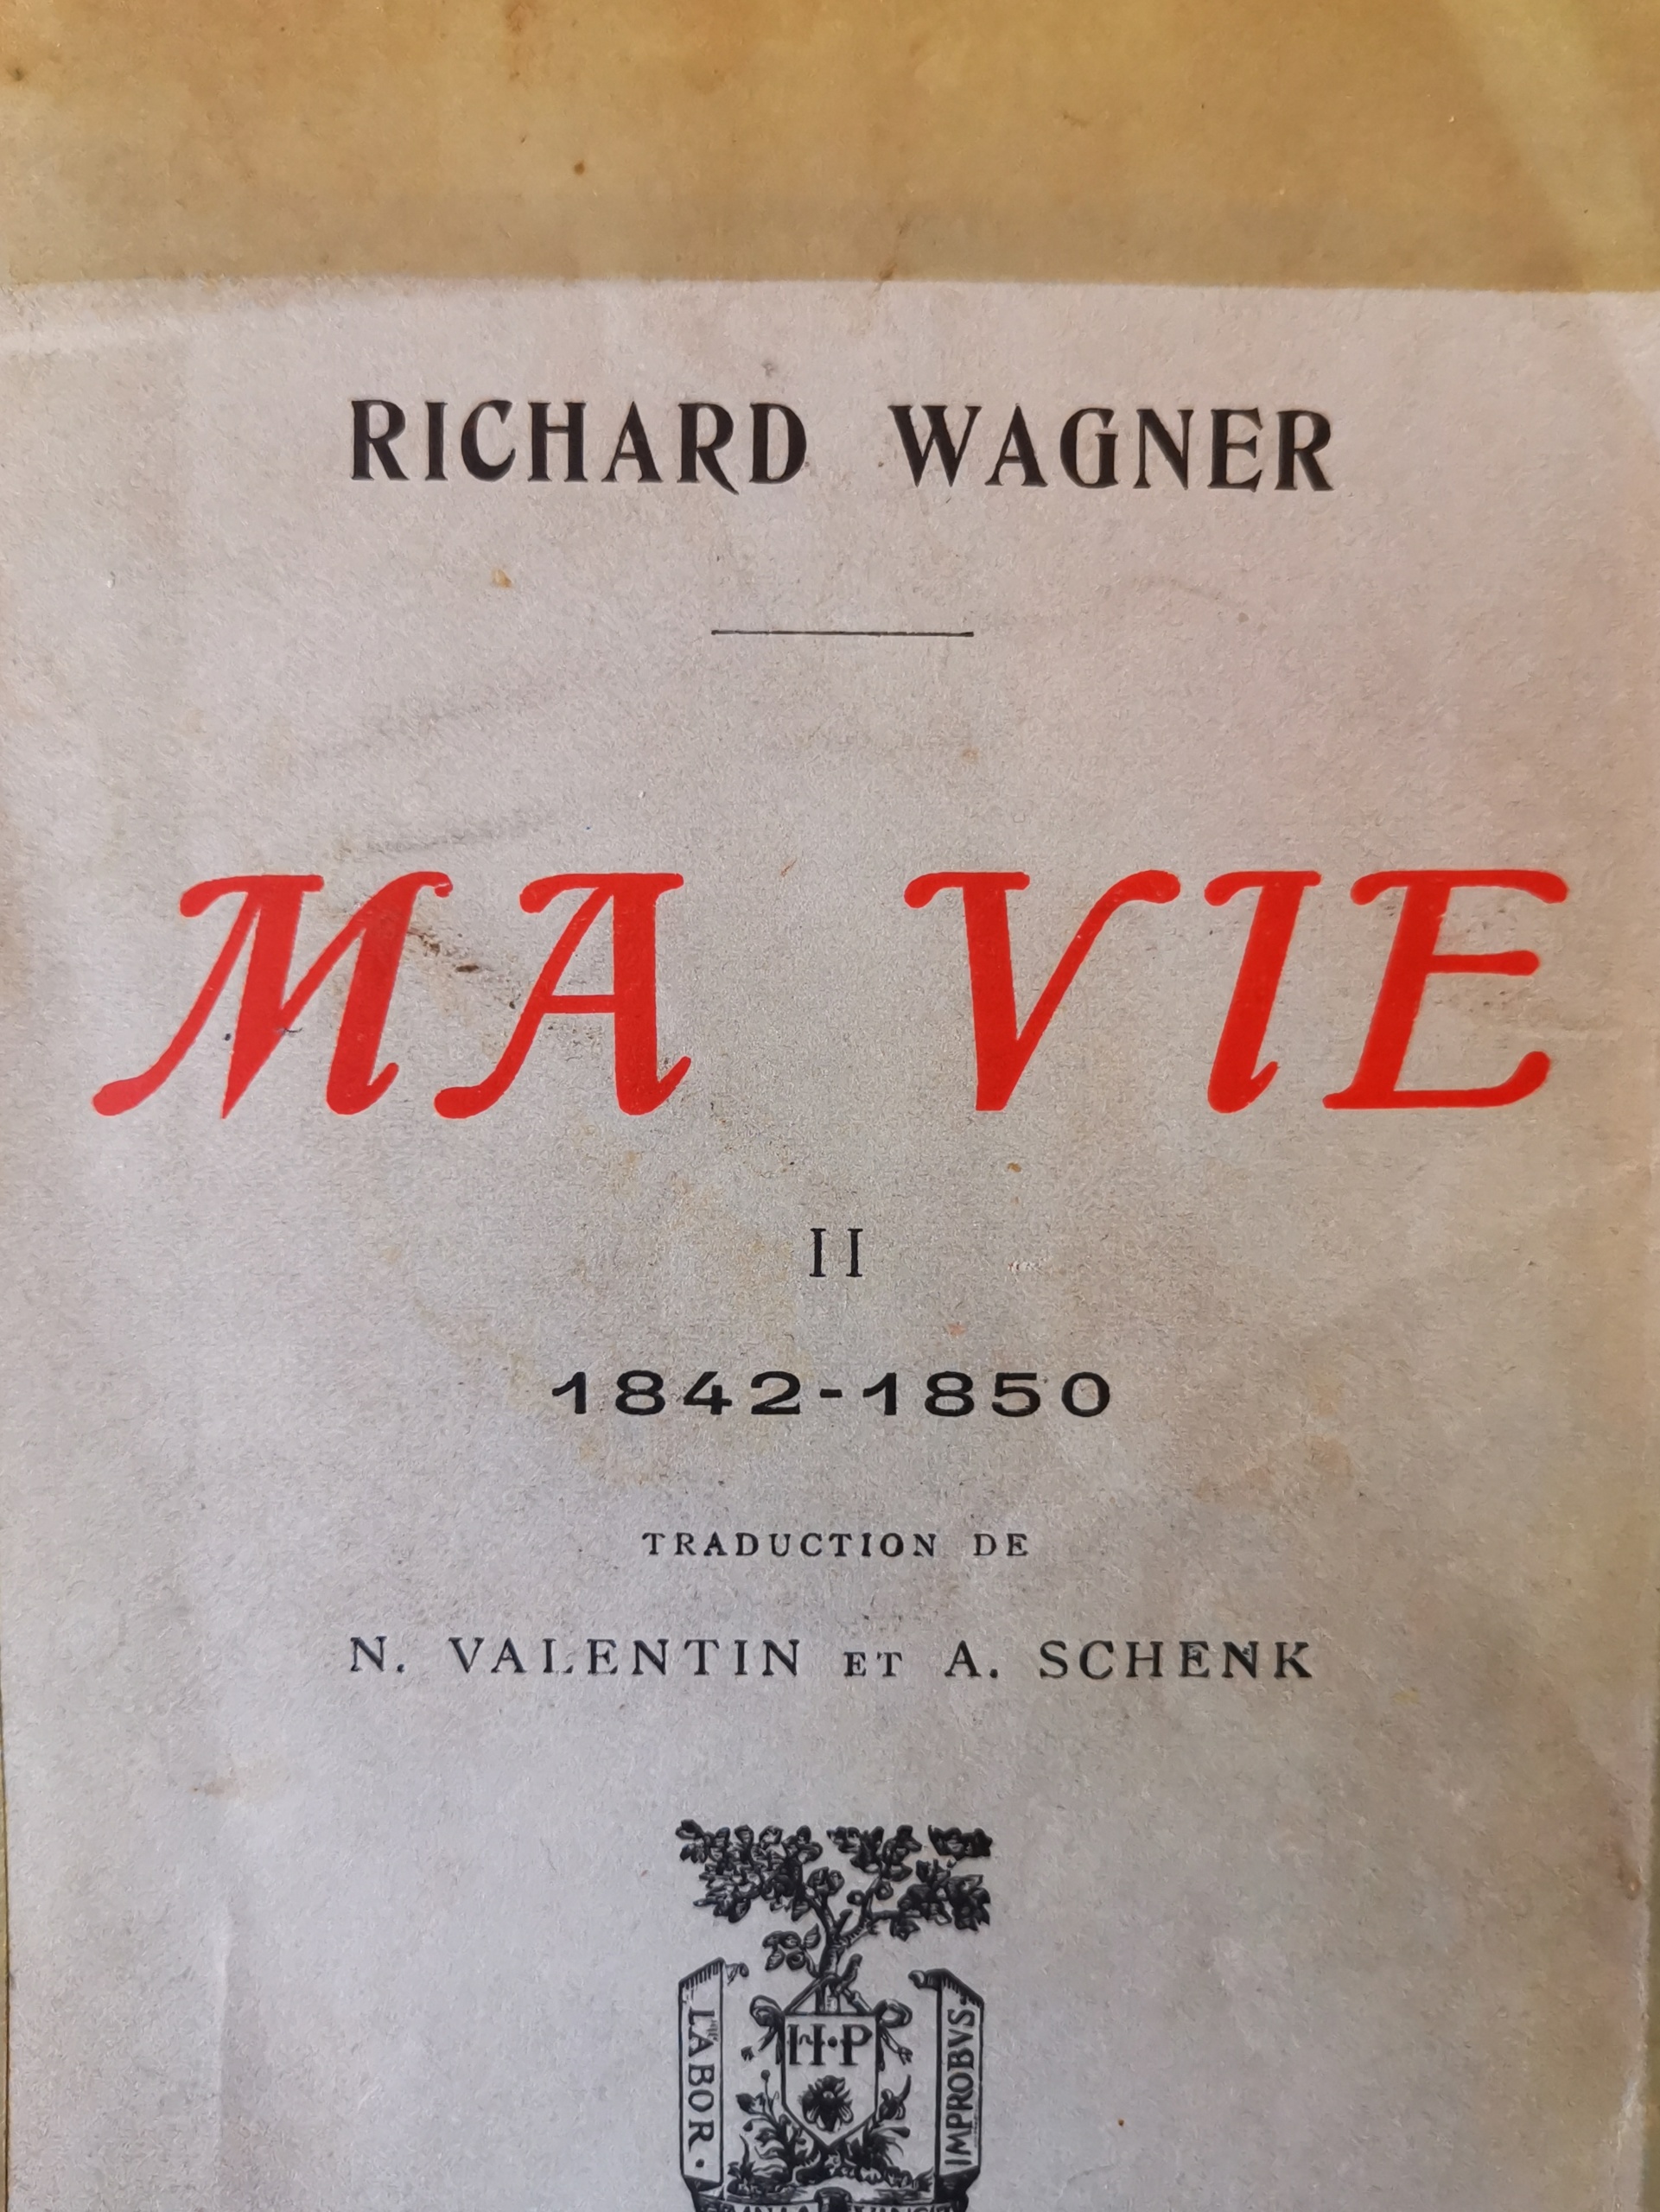 RICHARD WAGNER
MA VIE
II
1842-1850
TRADUCTION DE
N. VALENTIN ET A. SCHENK
H·P
LABOR·
IMPROBVS·